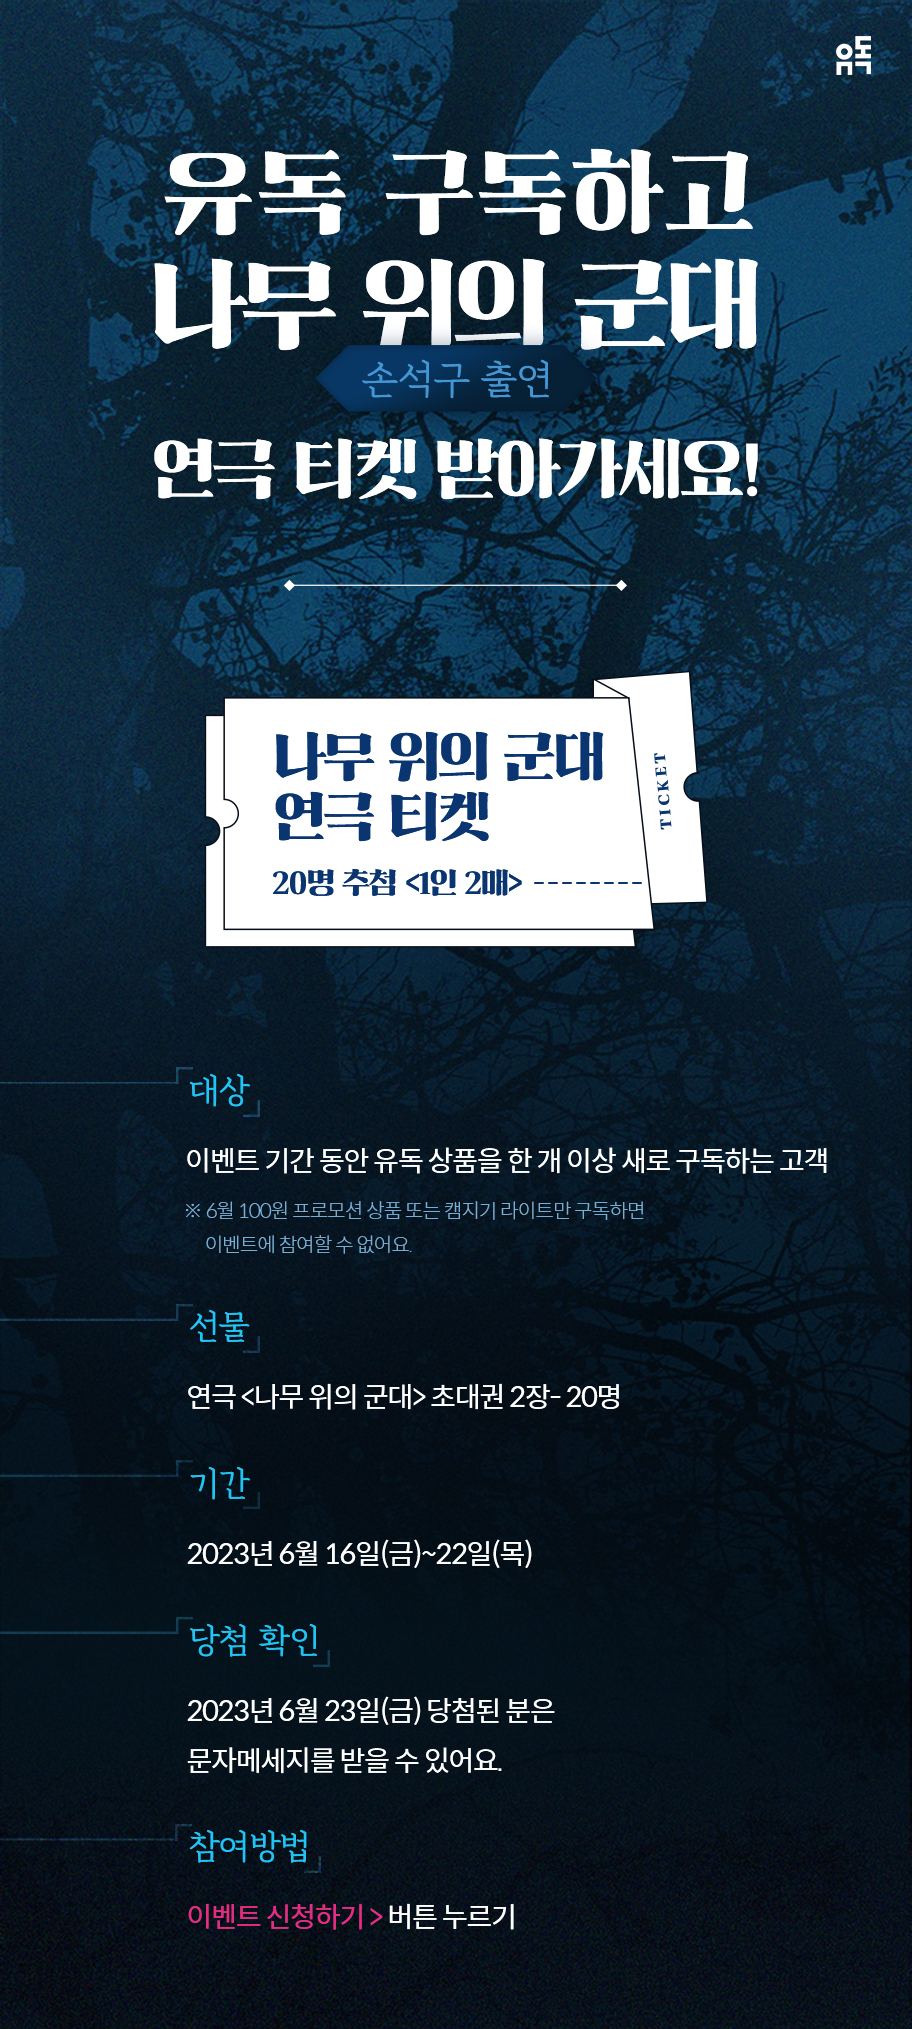 유독
유독 구독하고
나무 위의 군대
손석구 출연
연극 티켓 받아가세요!
나무 위의 군대
연극 티켓
20명 추첨 <1인 2매>
TICKET
대상
이벤트 기간 동안 유독 상품을 한 개 이상 새로 구독하는 고객
※ 6월 100원 프로모션 상품 또는 캠지기 라이트만 구독하면
이벤트에 참여할 수 없어요.
선물
연극 <나무 위의 군대> 초대권 2장- 20명
기간
2023년 6월 16일(금)~22일(목)
당첨 확인
2023년 6월 23일(금) 당첨된 분은
문자메세지를 받을 수 있어요.
참여방법
이벤트 신청하기 > 버튼 누르기